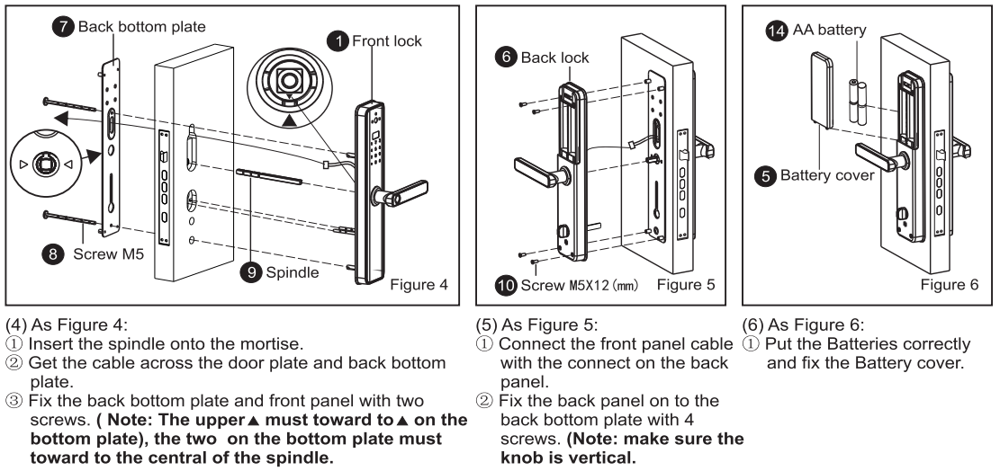 7 Back bottom plate
1 Front lock
8 Screw M5
9 Spindle
Figure 4
6 Back lock
10 Screw M5X12(mm)
Figure 5
14 AA battery
5 Battery cover
Figure 6
(4) As Figure 4:
① Insert the spindle onto the mortise.
② Get the cable across the door plate and back bottom
plate.
③ Fix the back bottom plate and front panel with two
screws. ( Note: The upper▲ must toward to▲ on the
bottom plate), the two on the bottom plate must
toward to the central of the spindle.
(5) As Figure 5:
① Connect the front panel cable
with the connect on the back
panel.
② Fix the back panel on to the
back bottom plate with 4
screws. (Note: make sure the
knob is vertical.
(6) As Figure 6:
① Put the Batteries correctly
and fix the Battery cover.